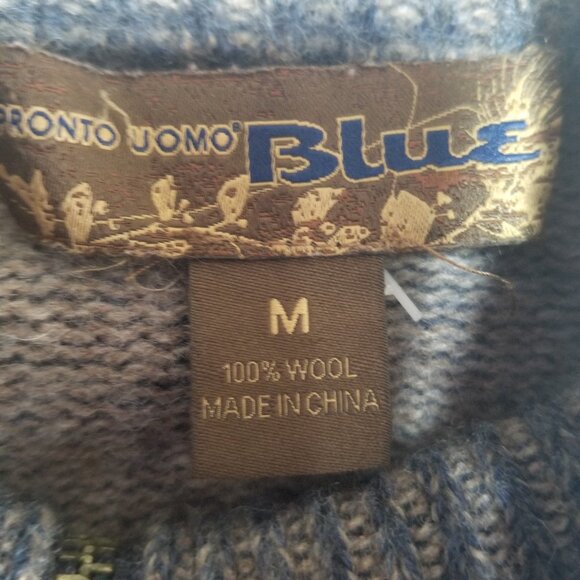 PRONTO UOMO® Blue
M
100% WOOL
MADE IN CHINA